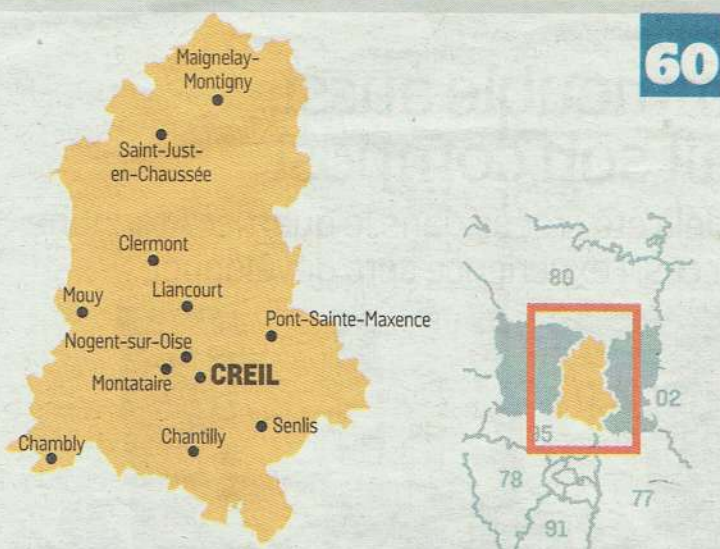 60
Maignelay-
Montigny
Saint-Just-
en-Chaussée
Clermont
Mouy
Liancourt
Pont-Sainte-Maxence
Nogent-sur-Oise
Montataire
CREIL
Senlis
Chantilly
Chambly
80
02
95
78
77
91